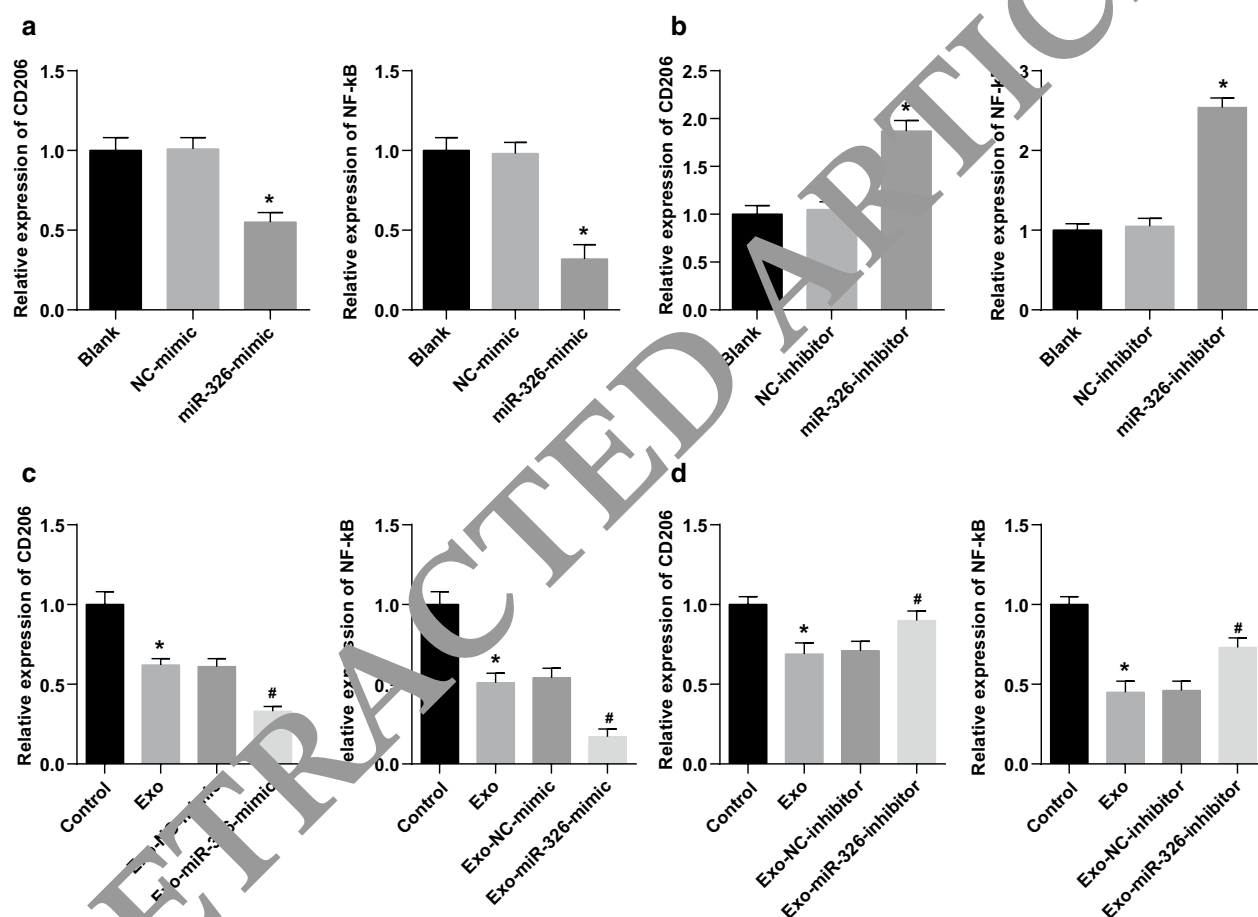 a
b
Relative expression of CD206
1.5
1.0
0.5
0.0
*
Blank
NC-mimic
miR-326-mimic
Relative expression of NF-kB
1.5
1.0
0.5
0.0
*
Blank
NC-mimic
miR-326-mimic
Relative expression of CD206
2.5
2.0
1.5
1.0
0.5
0.0
*
Blank
NC-inhibitor
miR-326-inhibitor
Relative expression of
3
2
1
0
*
Blank
NC-inhibitor
miR-326-inhibitor
c
d
Relative expression of CD206
1.5
1.0
0.5
0.0
*
#
Control
Exo
Exo-miR-326-mimic
expression of NF-kB
1.5
1.0
0.0
*
#
Control
Exo
Exo-NC-mimic
Exo-miR-326-mimic
Relative expression of CD206
1.5
1.0
0.5
0.0
*
#
Control
Exo
Exo-NC-inhibitor
Exo-miR-326-inhibitor
Relative expression of NF-kB
1.5
1.0
0.5
0.0
*
#
Control
Exo
Exo-NC-inhibitor
Exo-miR-326-inhibitor
ETRACTED ARTIC